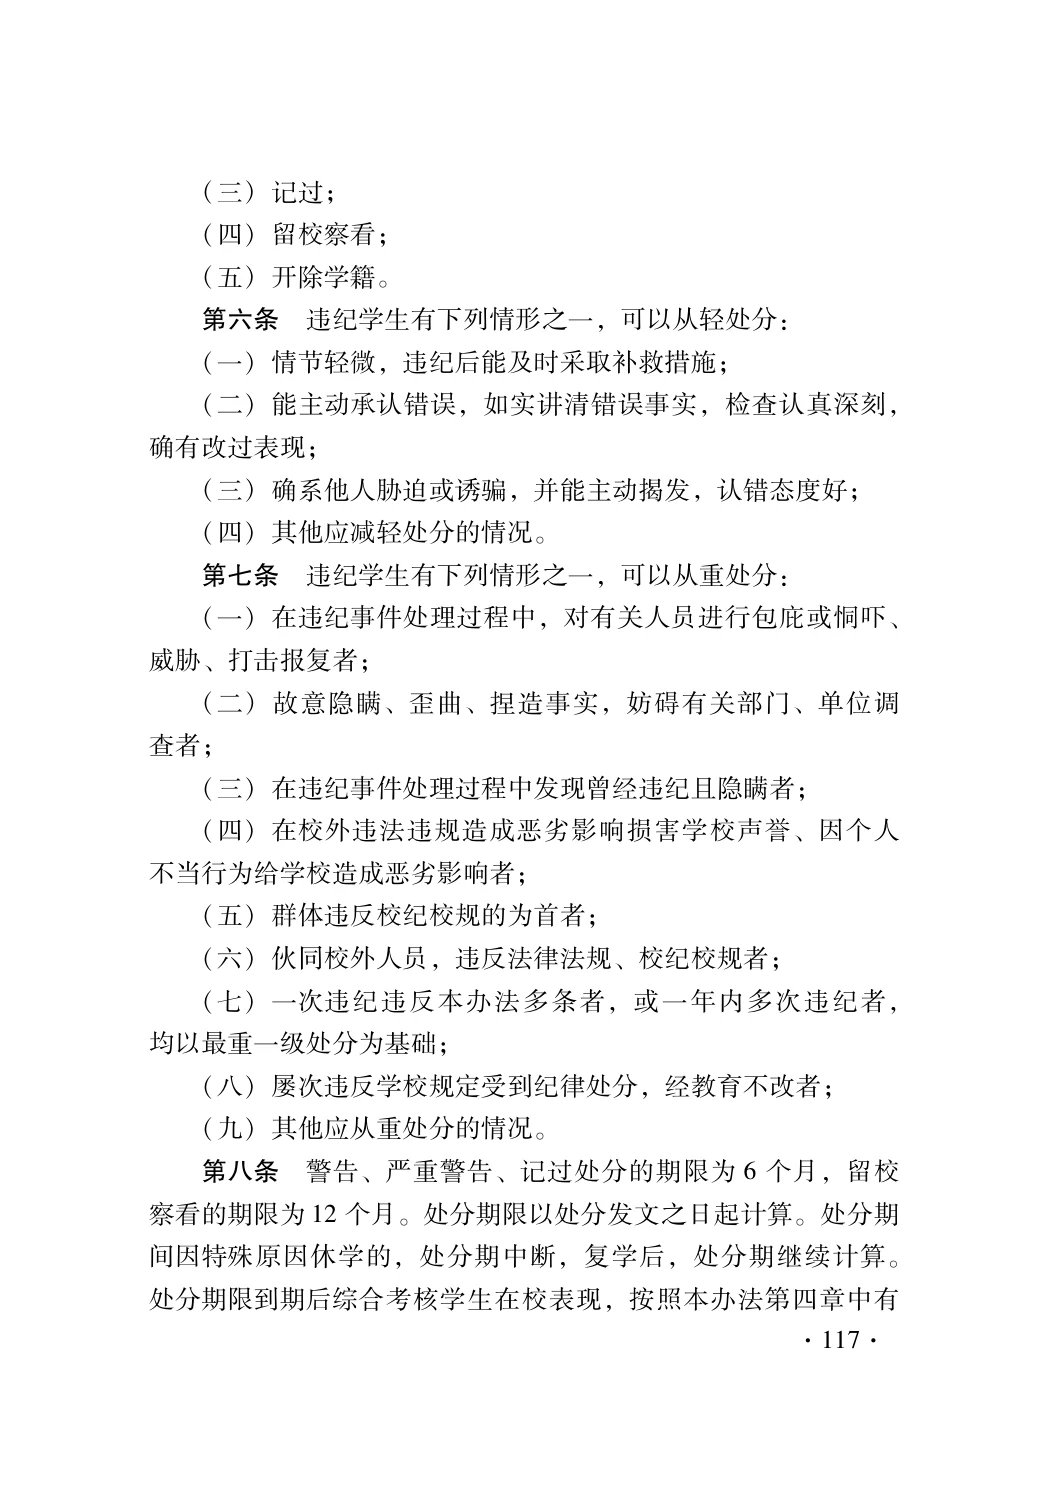 （三）记过；
（四）留校察看；
（五）开除学籍。
第六条　违纪学生有下列情形之一，可以从轻处分：
（一）情节轻微，违纪后能及时采取补救措施；
（二）能主动承认错误，如实讲清错误事实，检查认真深刻，
确有改过表现；
（三）确系他人胁迫或诱骗，并能主动揭发，认错态度好；
（四）其他应减轻处分的情况。
第七条　违纪学生有下列情形之一，可以从重处分：
（一）在违纪事件处理过程中，对有关人员进行包庇或恫吓、
威胁、打击报复者；
（二）故意隐瞒、歪曲、捏造事实，妨碍有关部门、单位调
查者；
（三）在违纪事件处理过程中发现曾经违纪且隐瞒者；
（四）在校外违法违规造成恶劣影响损害学校声誉、因个人
不当行为给学校造成恶劣影响者；
（五）群体违反校纪校规的为首者；
（六）伙同校外人员，违反法律法规、校纪校规者；
（七）一次违纪违反本办法多条者，或一年内多次违纪者，
均以最重一级处分为基础；
（八）屡次违反学校规定受到纪律处分，经教育不改者；
（九）其他应从重处分的情况。
第八条　警告、严重警告、记过处分的期限为 6 个月，留校
察看的期限为 12 个月。处分期限以处分发文之日起计算。处分期
间因特殊原因休学的，处分期中断，复学后，处分期继续计算。
处分期限到期后综合考核学生在校表现，按照本办法第四章中有
· 117 ·